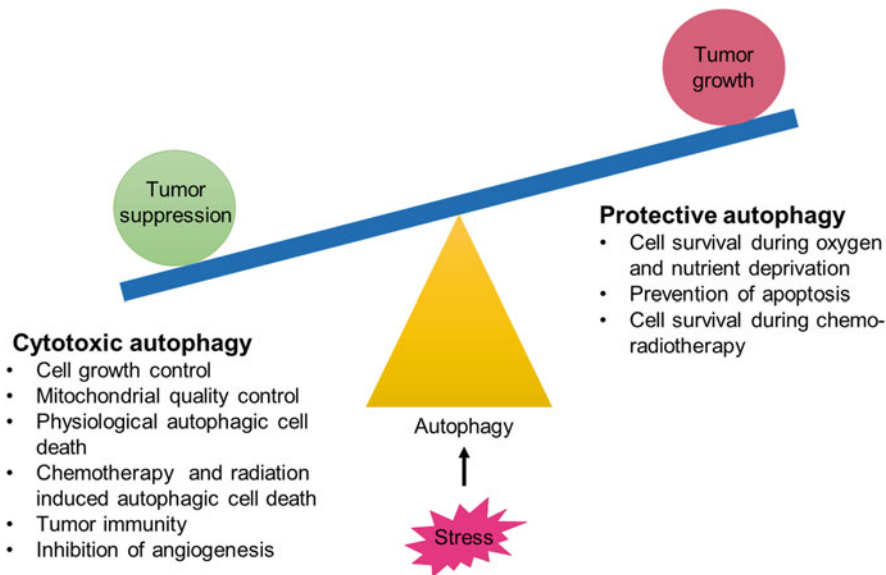 Tumor
growth
Tumor
suppression
Protective autophagy
• Cell survival during oxygen
and nutrient deprivation
• Prevention of apoptosis
• Cell survival during chemo-
radiotherapy
Cytotoxic autophagy
• Cell growth control
• Mitochondrial quality control
• Physiological autophagic cell
death
• Chemotherapy and radiation
induced autophagic cell death
• Tumor immunity
• Inhibition of angiogenesis
Autophagy
Stress